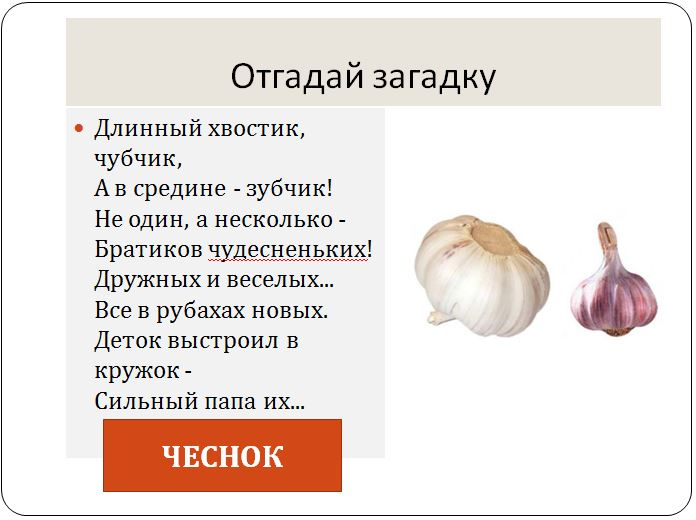 Отгадай загадку
Длинный хвостик,
чубчик,
А в средине - зубчик!
Не один, а несколько -
Братиков чудесненьких!
Дружных и веселых...
Все в рубахах новых.
Деток выстроил в
кружок -
Сильный папа их...
ЧЕСНОК